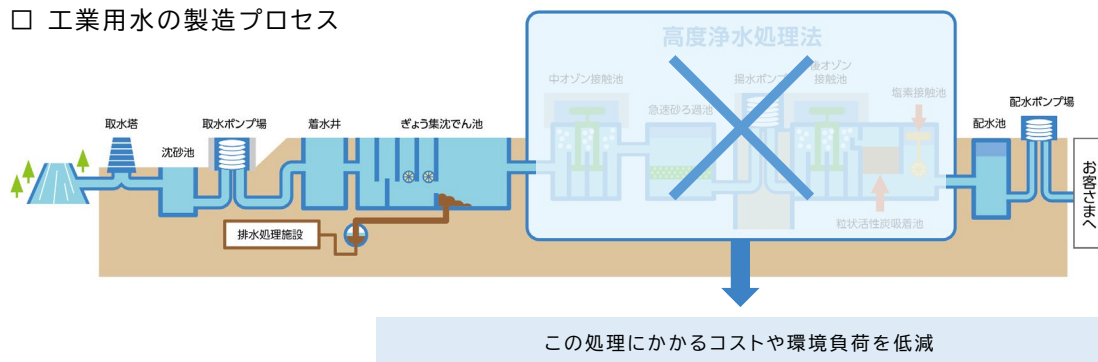 □ 工業用水の製造プロセス
高度浄水処理法
中オゾン接触池
急速砂ろ過池
揚水ポンプ
後オゾン
接触池
塩素接触池
粒状活性炭吸着池
取水塔
沈砂池
取水ポンプ場
着水井
ぎょう集沈でん池
排水処理施設
配水池
配水ポンプ場
お客さまへ
この処理にかかるコストや環境負荷を低減